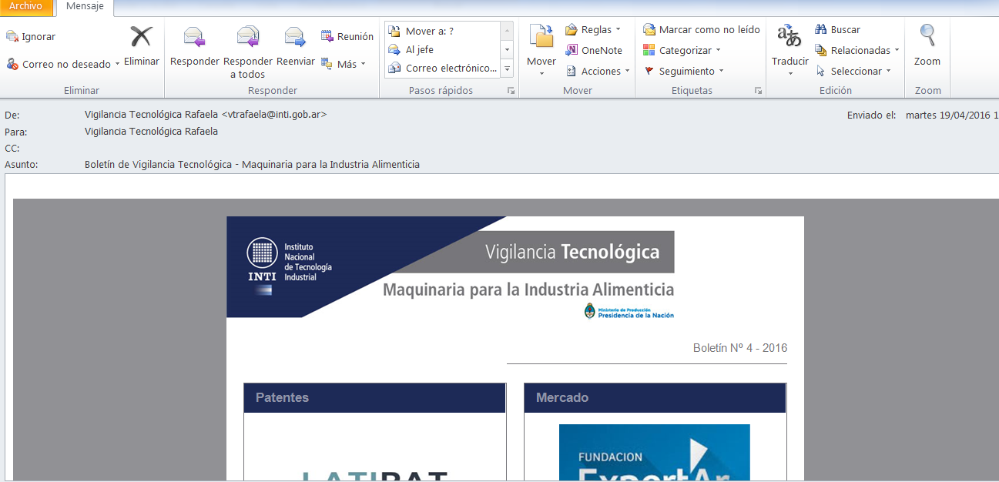 Archivo
Mensaje
Ignorar
Correo no deseado
Eliminar
Eliminar
Responder
Responder
a todos
Reenviar
Reunión
Más
Responder
Mover a: ?
Al jefe
Correo electrónico...
Pasos rápidos
Mover
Reglas
OneNote
Acciones
Mover
Marcar como no leído
Categorizar
Seguimiento
Etiquetas
Traducir
Buscar
Relacionadas
Seleccionar
Edición
Zoom
Zoom
De: Vigilancia Tecnológica Rafaela <vtrafaela@inti.gob.ar>
Enviado el: martes 19/04/2016 1
Para: Vigilancia Tecnológica Rafaela
CC:
Asunto: Boletín de Vigilancia Tecnológica - Maquinaria para la Industria Alimenticia
INTI
Instituto
Nacional
de Tecnología
Industrial
Vigilancia Tecnológica
Maquinaria para la Industria Alimenticia
Ministerio de Producción
Presidencia de la Nación
Boletín Nº 4 - 2016
Patentes
LATIPAT
Mercado
FUNDACION
ExportAr